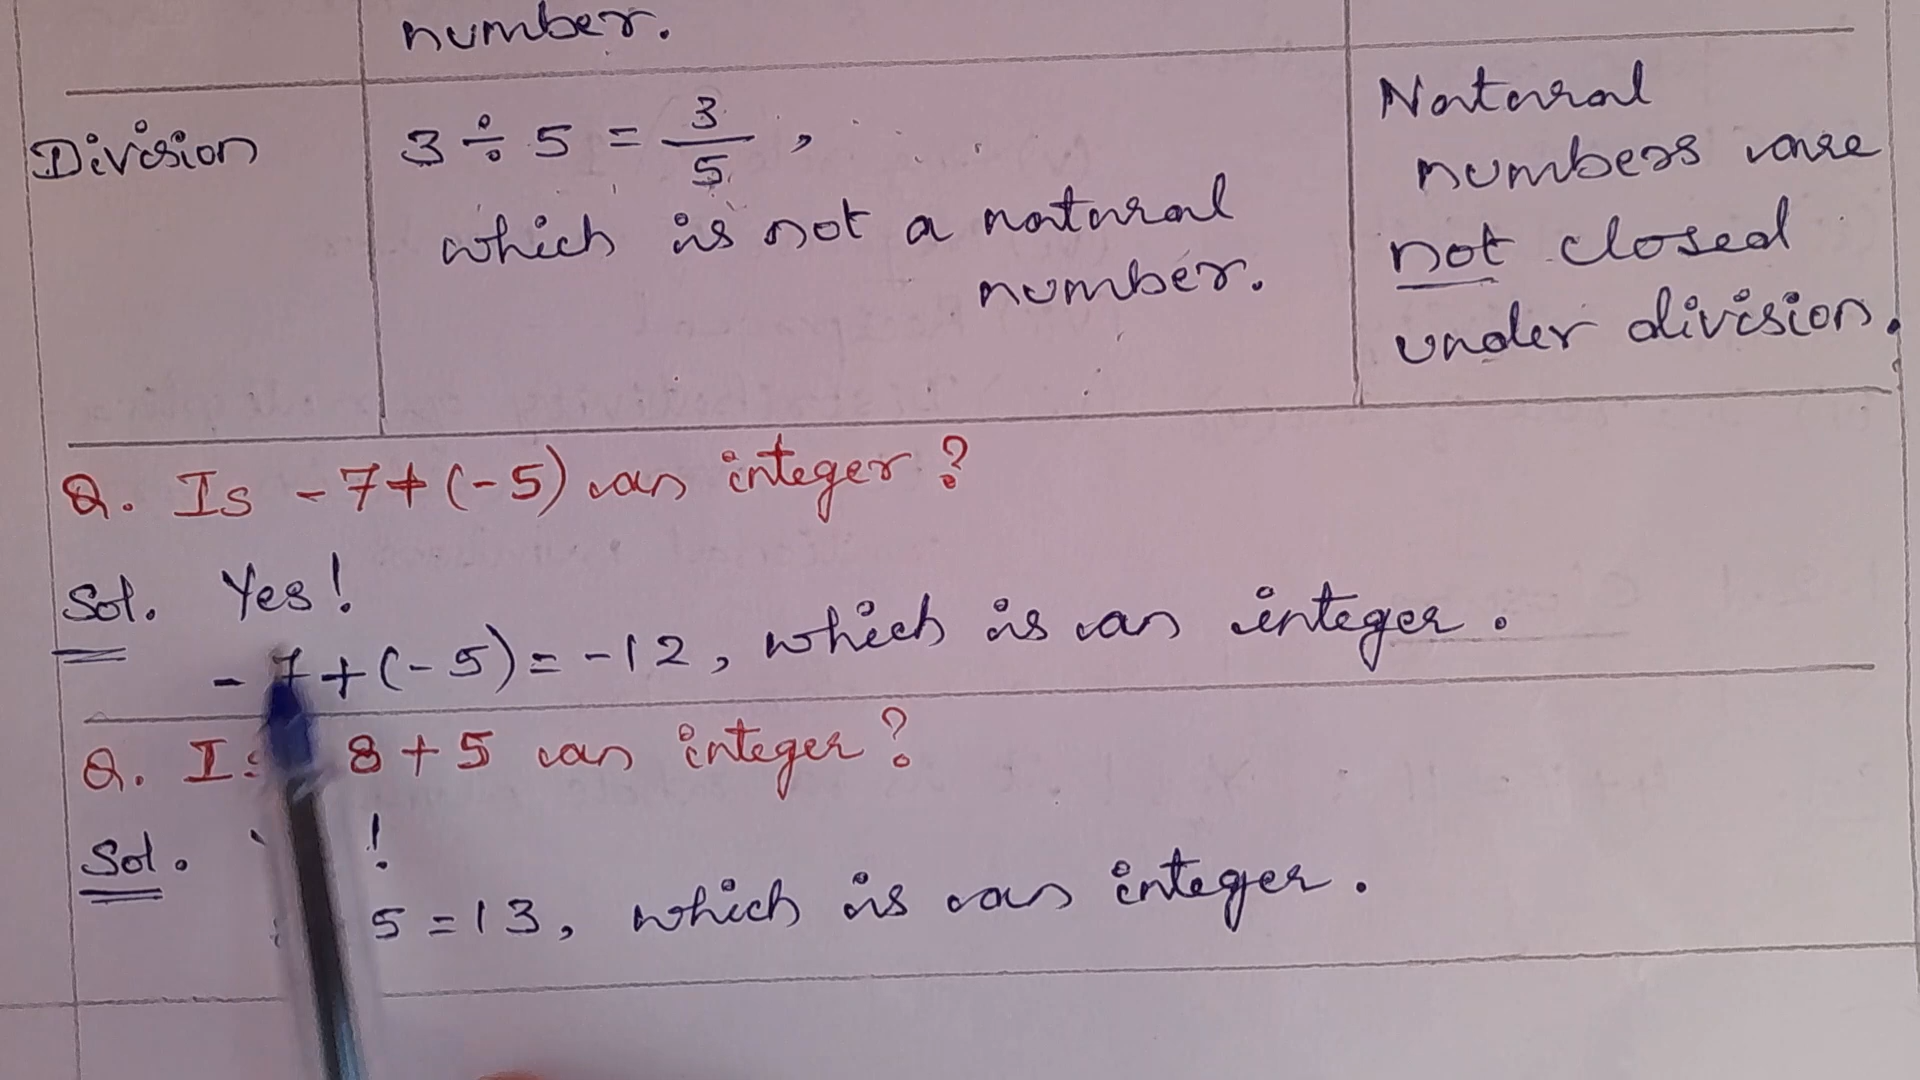 number.
Division
3 ÷ 5 = 3/5,
which is not a natural
number.
Natural
numbers are
not closed
under division.
Q. Is -7+(-5) an integer?
Sol. Yes!
-7+(-5)=-12, which is an integer.
Q. Is 8+5 an integer?
Sol. !
5=13, which is an integer.